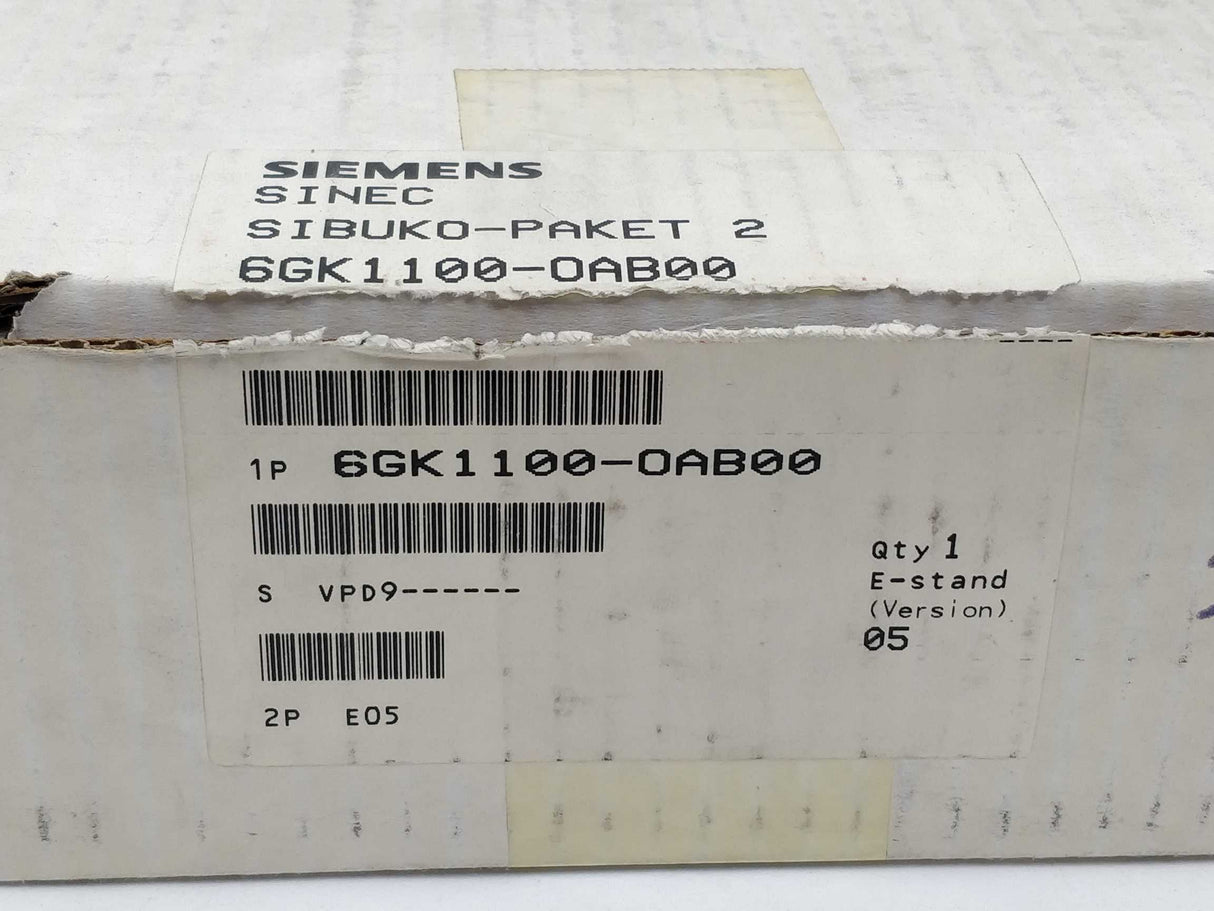 SIEMENS
SINEC
SIBUKO-PAKET 2
6GK1100-0AB00
1P 6GK1100-0AB00
S VPD9------
Qty 1
E-stand
(Version)
05
2P E05